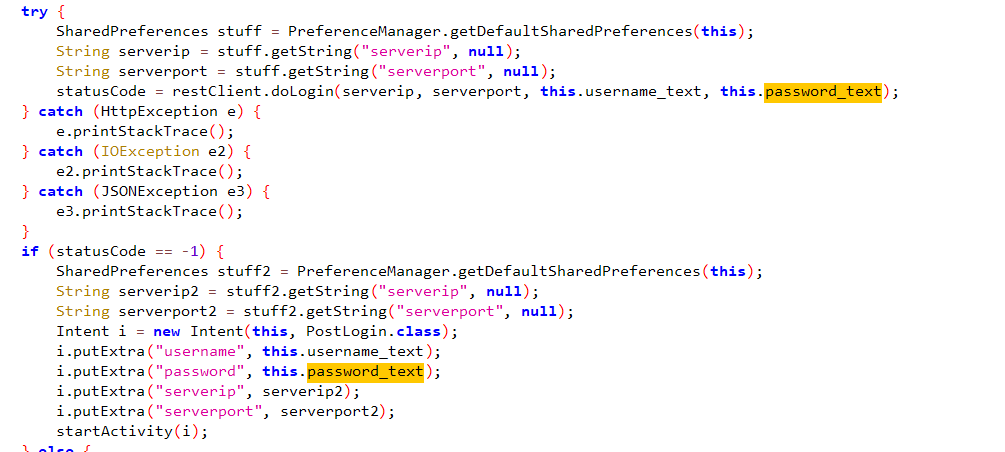 try {
    SharedPreferences stuff = PreferenceManager.getDefaultSharedPreferences(this);
    String serverip = stuff.getString("serverip", null);
    String serverport = stuff.getString("serverport", null);
    statusCode = restClient.doLogin(serverip, serverport, this.username_text, this.password_text);
} catch (HttpException e) {
    e.printStackTrace();
} catch (IOException e2) {
    e2.printStackTrace();
} catch (JSONException e3) {
    e3.printStackTrace();
}
if (statusCode == -1) {
    SharedPreferences stuff2 = PreferenceManager.getDefaultSharedPreferences(this);
    String serverip2 = stuff2.getString("serverip", null);
    String serverport2 = stuff2.getString("serverport", null);
    Intent i = new Intent(this, PostLogin.class);
    i.putExtra("username", this.username_text);
    i.putExtra("password", this.password_text);
    i.putExtra("serverip", serverip2);
    i.putExtra("serverport", serverport2);
    startActivity(i);
} else {